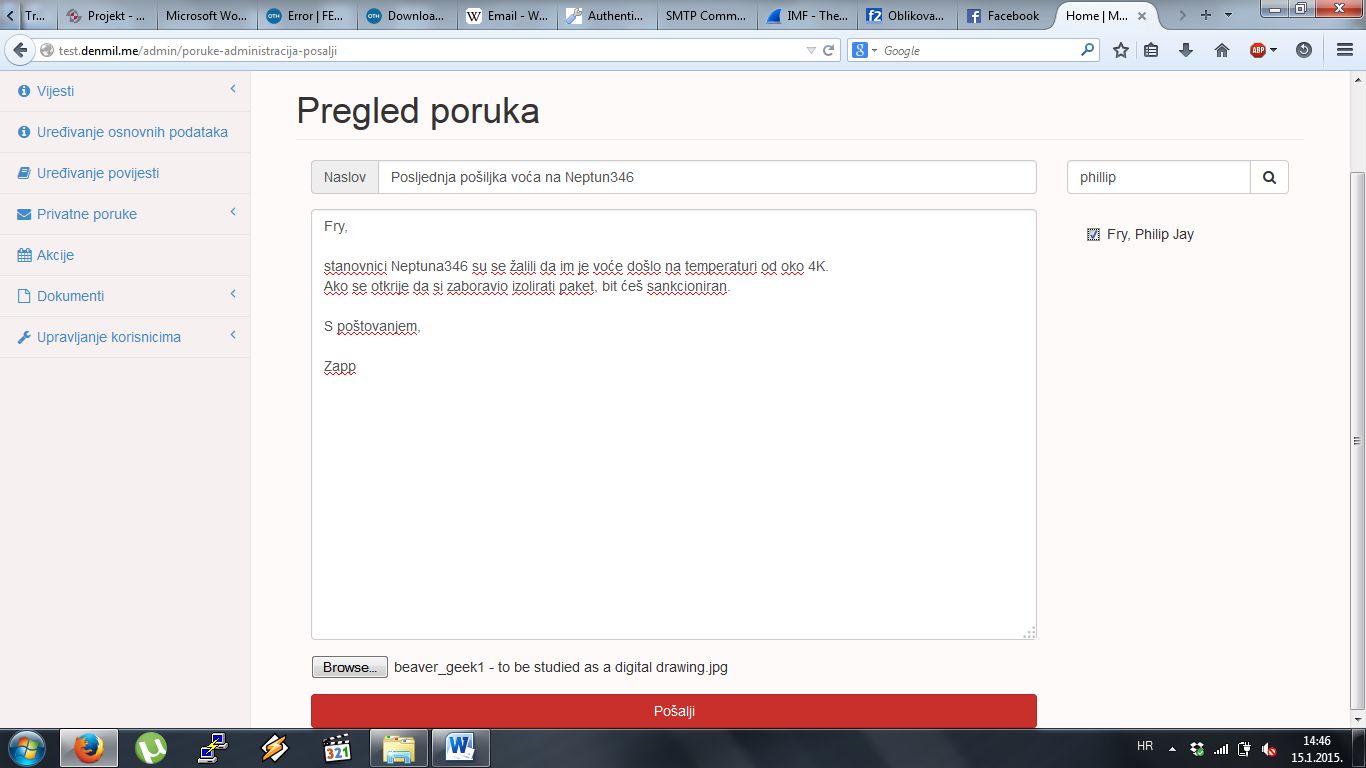 Tr...
Projekt - ...
Microsoft Wo...
Error | FE...
Downloa...
Email - W...
Authenti...
SMTP Comm...
IMF - The...
Oblikova...
Facebook
Home | M...
test.denmil.me/admin/poruke-administracija-posalji
Google
Vijesti
Uređivanje osnovnih podataka
Uređivanje povijesti
Privatne poruke
Akcije
Dokumenti
Upravljanje korisnicima
Pregled poruka
Naslov
Posljednja pošiljka voća na Neptun346
phillip
Fry, Philip Jay
Fry,
stanovnici Neptuna346 su se žalili da im je voće došlo na temperaturi od oko 4K.
Ako se otkrije da si zaboravio izolirati paket, bit ćeš sankcioniran.
S poštovanjem,
Zapp
Browse...
beaver_geek1 - to be studied as a digital drawing.jpg
Pošalji
HR
14:46
15.1.2015.